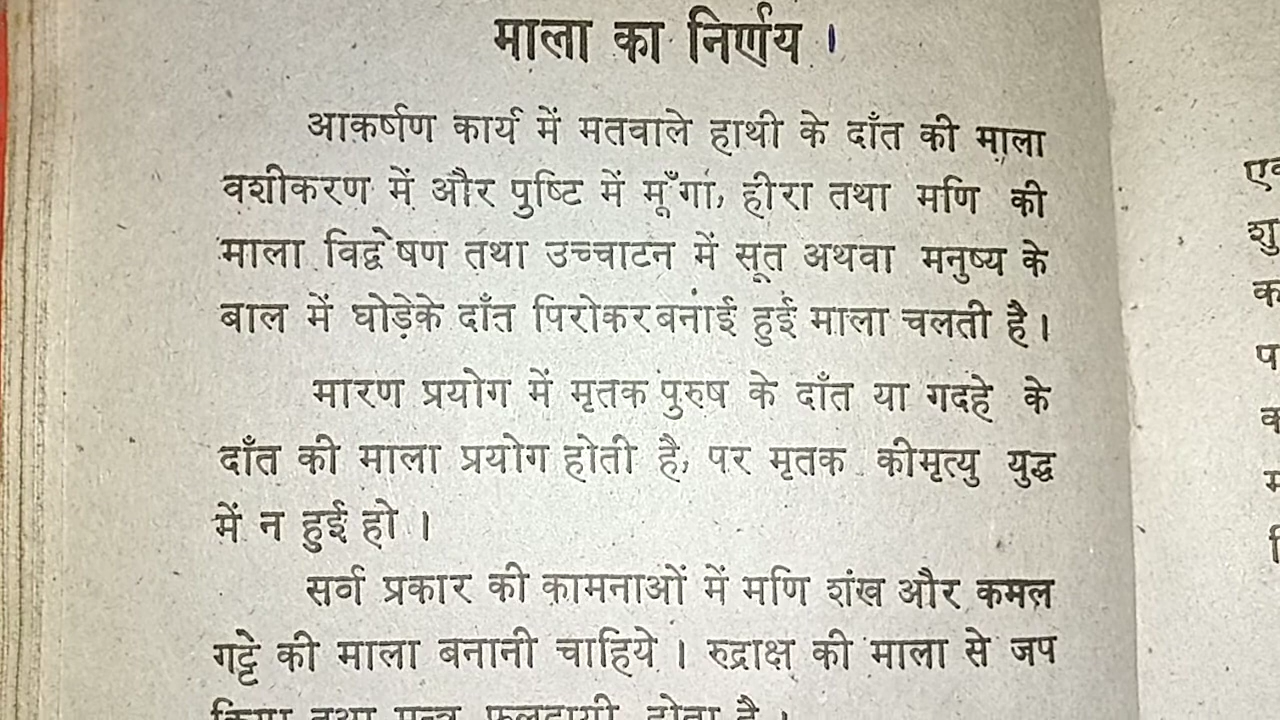 माला का निर्णय ।
आकर्षण कार्य में मतवाले हाथी के दाँत की माला
वशीकरण में और पुष्टि में मूँगा, हीरा तथा मणि की
माला विद्वेषण तथा उच्चाटन में सूत अथवा मनुष्य के
बाल में घोड़ेके दाँत पिरोकर बनाई हुई माला चलती है।
मारण प्रयोग में मृतक पुरुष के दाँत या गदहे के
दाँत की माला प्रयोग होती है, पर मृतक कीमृत्यु युद्ध
में न हुई हो ।
सर्व प्रकार की कामनाओं में मणि शंख और कमल
गट्टे की माला बनानी चाहिये । रुद्राक्ष की माला से जप